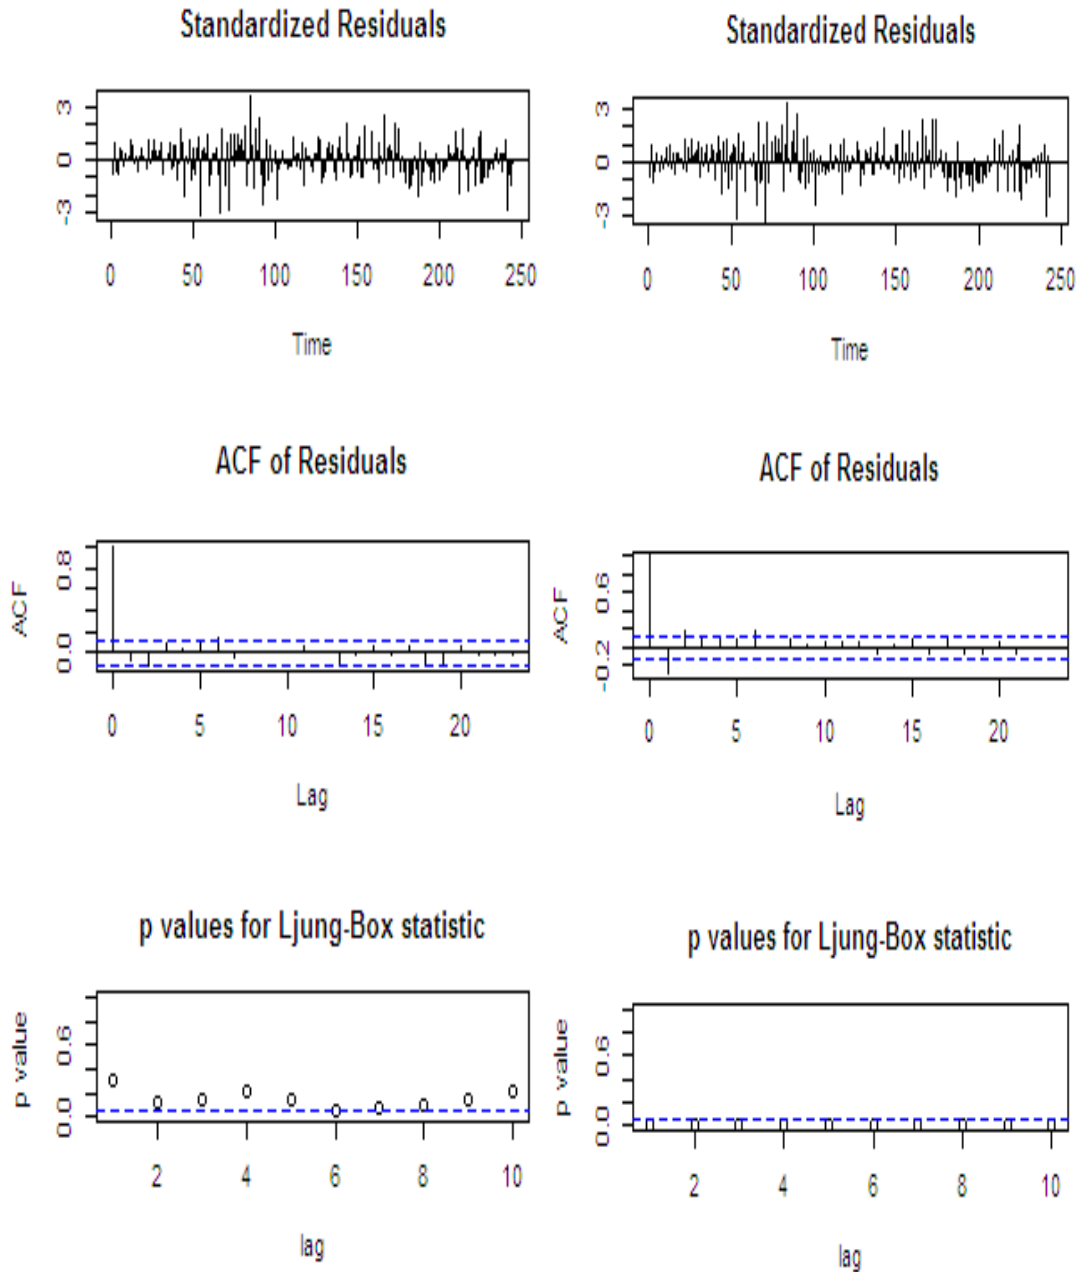 Standardized Residuals
3
0
-3
0 50 100 150 200 250
Time
Standardized Residuals
3
0
-3
0 50 100 150 200 250
Time
ACF of Residuals
ACF
0.8
0.0
0 5 10 15 20
Lag
ACF of Residuals
ACF
0.6
-0.2
0 5 10 15 20
Lag
p values for Ljung-Box statistic
p value
0.6
0.0
2 4 6 8 10
lag
p values for Ljung-Box statistic
p value
0.6
0.0
2 4 6 8 10
lag